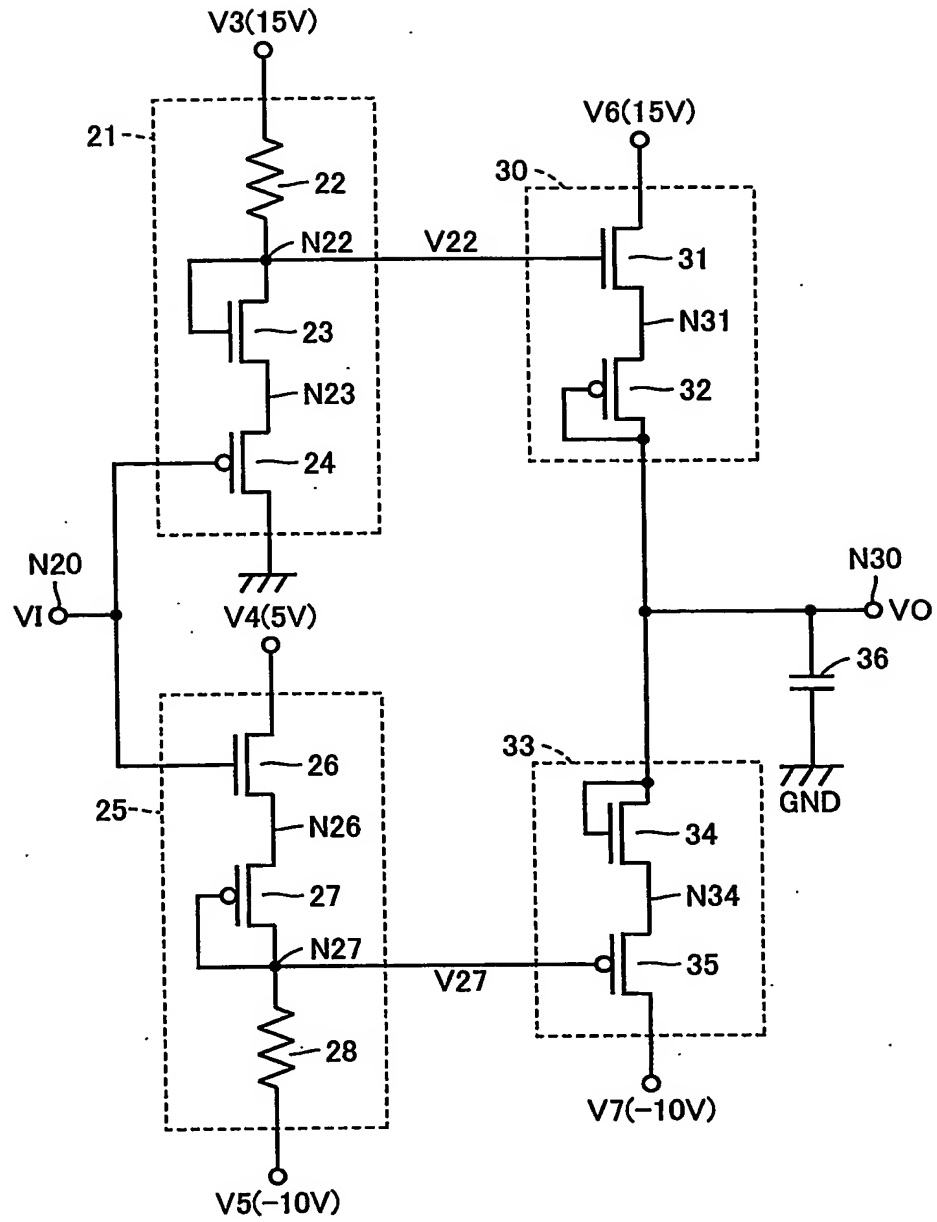 V3(15V)
21
22
N22
V22
23
N23
24
V6(15V)
30
31
N31
32
N20
VI
V4(5V)
N30
VO
36
GND
25
26
N26
27
N27
V27
28
V5(-10V)
33
34
N34
35
V7(-10V)